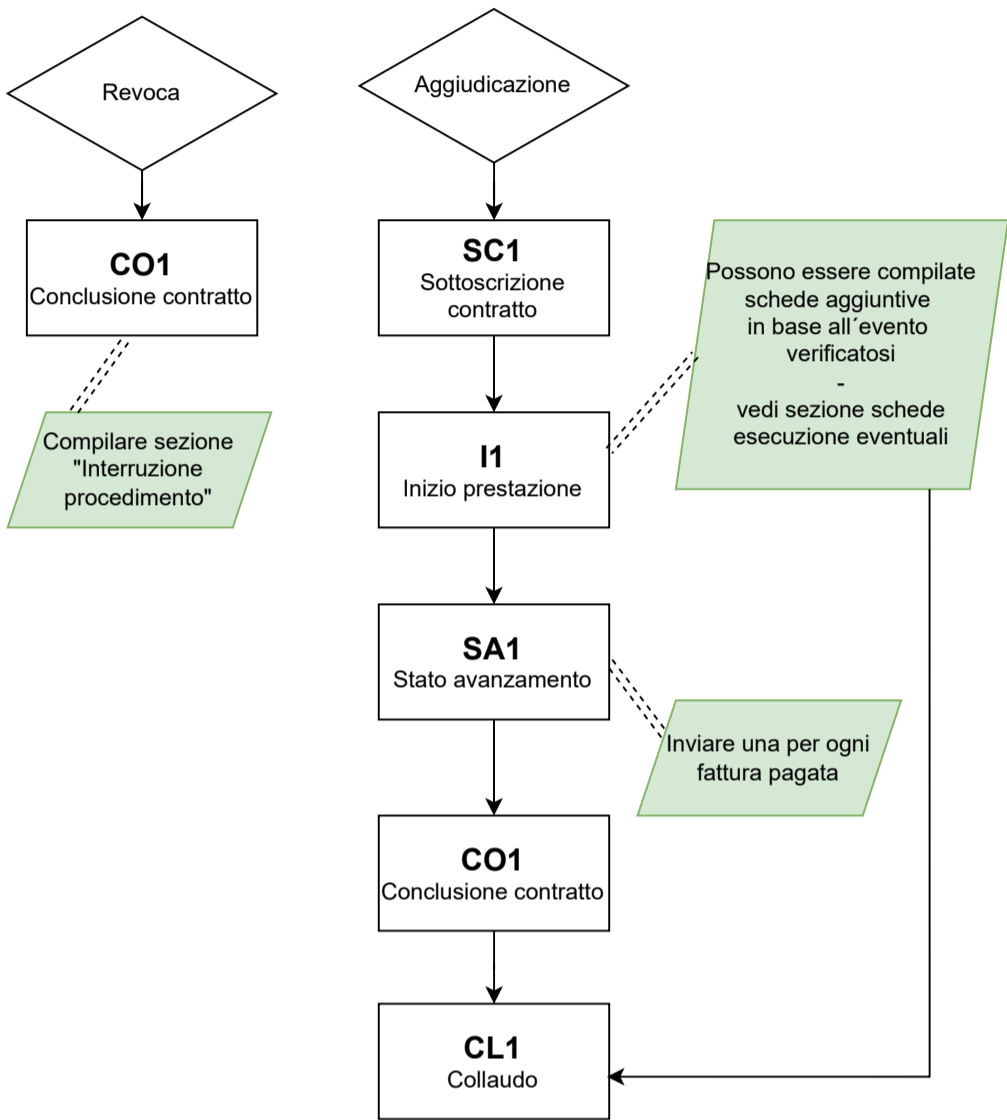 Revoca
Aggiudicazione
CO1
Conclusione contratto
SC1
Sottoscrizione
contratto
Possono essere compilate
schede aggiuntive
in base all´evento
verificatosi
-
vedi sezione schede
esecuzione eventuali
Compilare sezione
"Interruzione
procedimento"
I1
Inizio prestazione
SA1
Stato avanzamento
Inviare una per ogni
fattura pagata
CO1
Conclusione contratto
CL1
Collaudo